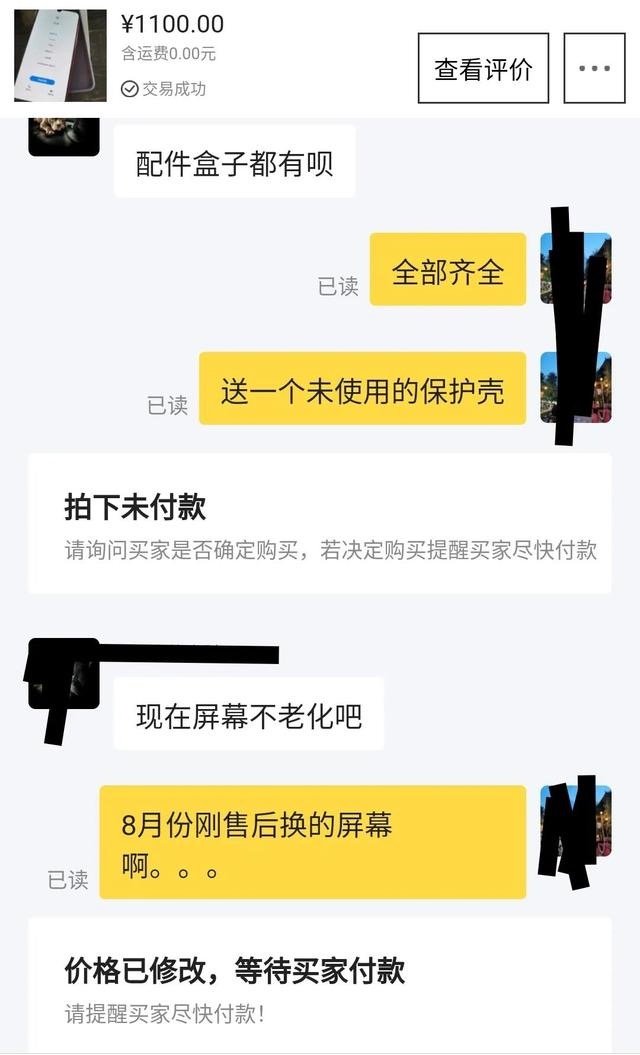 ¥1100.00
含运费0.00元
交易成功
查看评价
配件盒子都有呗
全部齐全
已读
送一个未使用的保护壳
已读
拍下未付款
请询问买家是否确定购买，若决定购买提醒买家尽快付款
现在屏幕不老化吧
8月份刚售后换的屏幕
啊。。。
已读
价格已修改，等待买家付款
请提醒买家尽快付款！